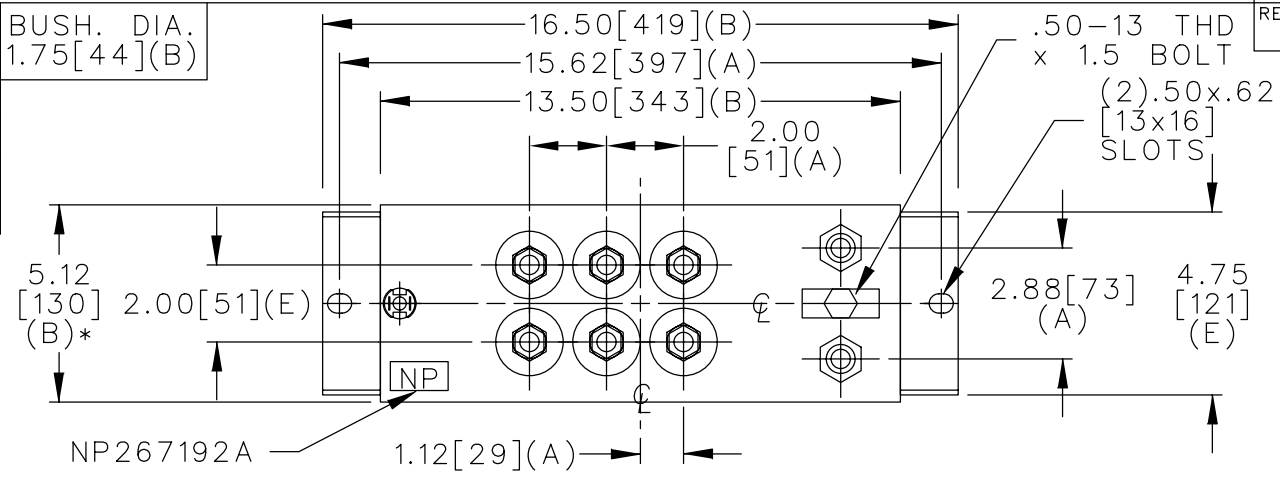 BUSH. DIA.
1.75[44](B)
16.50[419](B)
15.62[397](A)
13.50[343](B)
2.00
[51](A)
.50-13 THD
x 1.5 BOLT
RE
(2).50x.62
[13x16]
SLOTS
5.12
[130]
(B)*
2.00[51](E)
℄
2.88[73]
(A)
4.75
[121]
(E)
NP
℄
NP267192A
1.12[29](A)